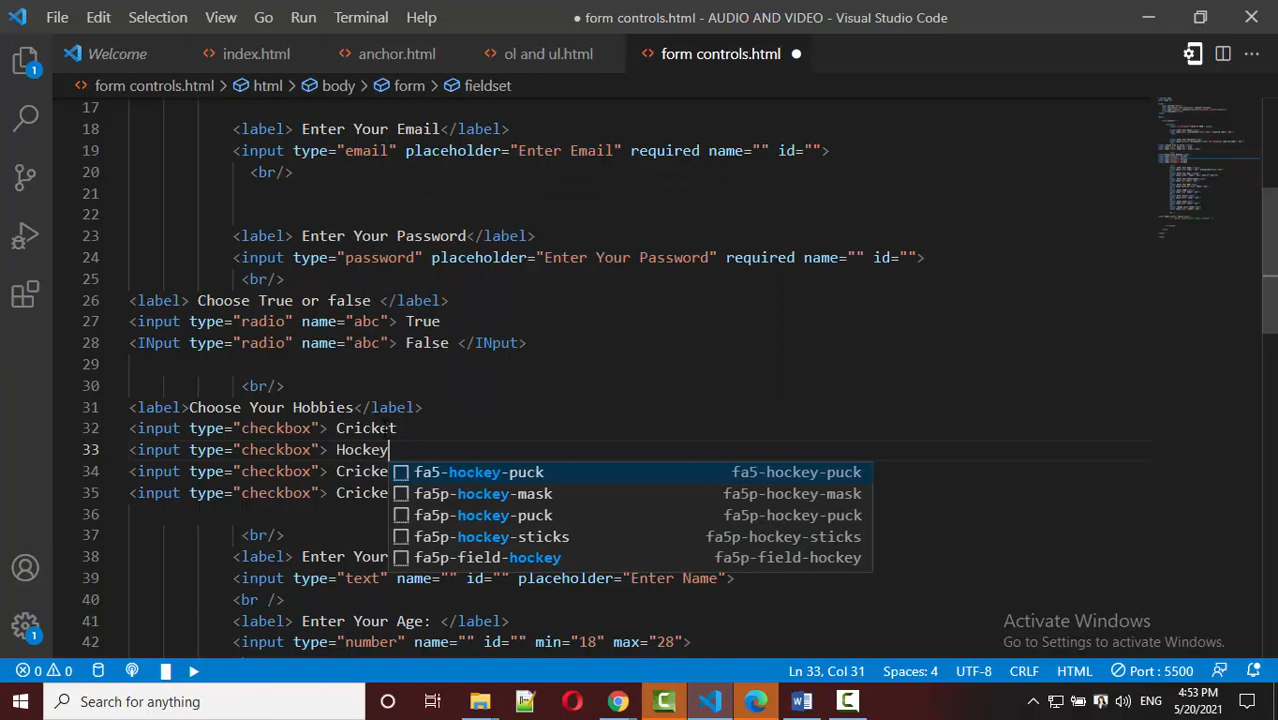 File Edit Selection View Go Run Terminal Help ● form controls.html - AUDIO AND VIDEO - Visual Studio Code
Welcome index.html anchor.html ol and ul.html form controls.html ●
form controls.html > html > body > form > fieldset
17
18 <label> Enter Your Email</label>
19 <input type="email" placeholder="Enter Email" required name="" id="">
20 <br/>
21
22
23 <label> Enter Your Password</label>
24 <input type="password" placeholder="Enter Your Password" required name="" id="">
25 <br/>
26 <label> Choose True or false </label>
27 <input type="radio" name="abc"> True
28 <INput type="radio" name="abc"> False </INput>
29
30 <br/>
31 <label>Choose Your Hobbies</label>
32 <input type="checkbox"> Cricket
33 <input type="checkbox"> Hockey
34 <input type="checkbox"> Cricke
fa5-hockey-puck fa5-hockey-puck
35 <input type="checkbox"> Cricke
fa5p-hockey-mask fa5p-hockey-mask
36
fa5p-hockey-puck fa5p-hockey-puck
37 <br/>
fa5p-hockey-sticks fa5p-hockey-sticks
38 <label> Enter Your
fa5p-field-hockey fa5p-field-hockey
39 <input type="text" name="" id="" placeholder="Enter Name">
40 <br />
41 <label> Enter Your Age: </label>
42 <input type="number" name="" id="" min="18" max="28">
Activate Windows
Go to Settings to activate Windows.
1
1
0 0 Ln 33, Col 31 Spaces: 4 UTF-8 CRLF HTML Port : 5500
Type here to search